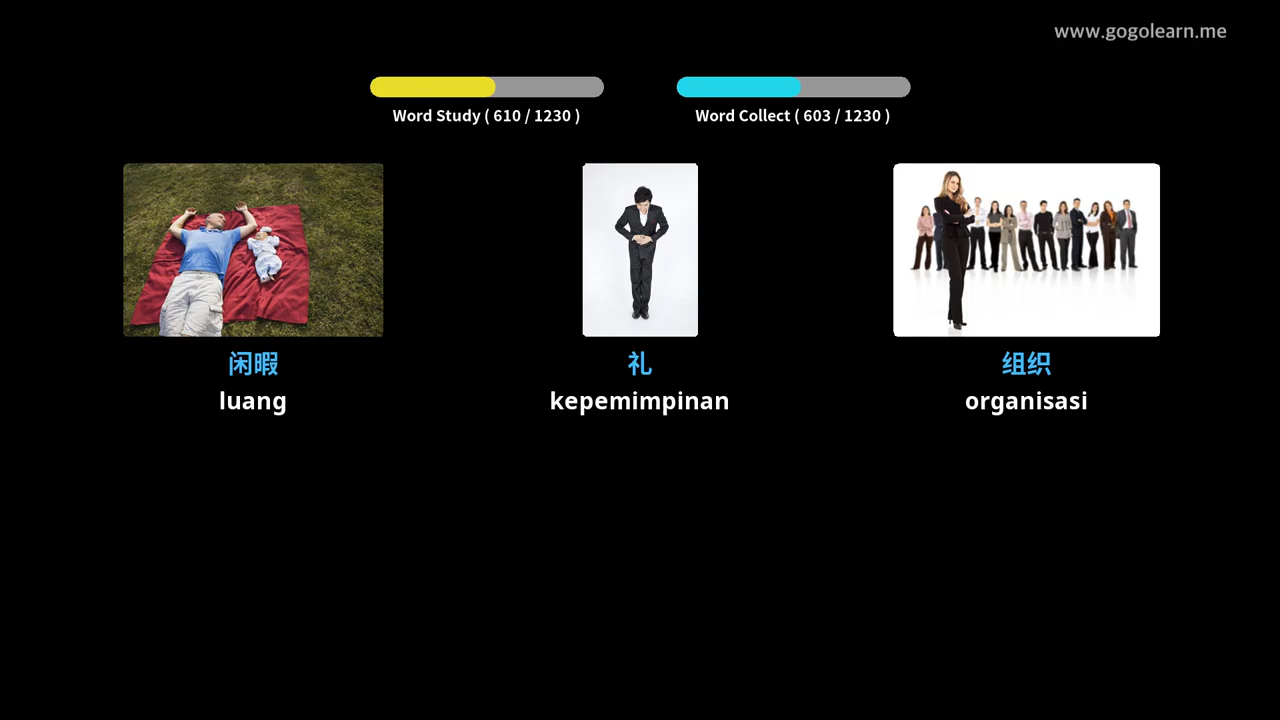 www.gogolearn.me
Word Study ( 610 / 1230 )
Word Collect ( 603 / 1230 )
闲暇
luang
礼
kepemimpinan
组织
organisasi